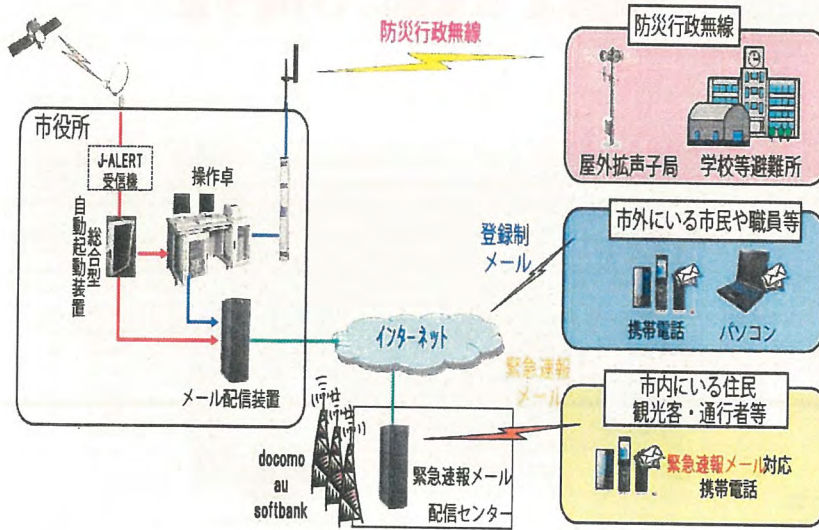 防災行政無線
防災行政無線
屋外拡声子局
学校等避難所
市役所
J-ALERT
受信機
操作卓
総合型
自動起動装置
メール配信装置
インターネット
登録制
メール
市外にいる市民や職員等
携帯電話
パソコン
緊急速報
メール
市内にいる住民
観光客・通行者等
緊急速報メール対応
携帯電話
docomo
au
softbank
緊急速報メール
配信センター